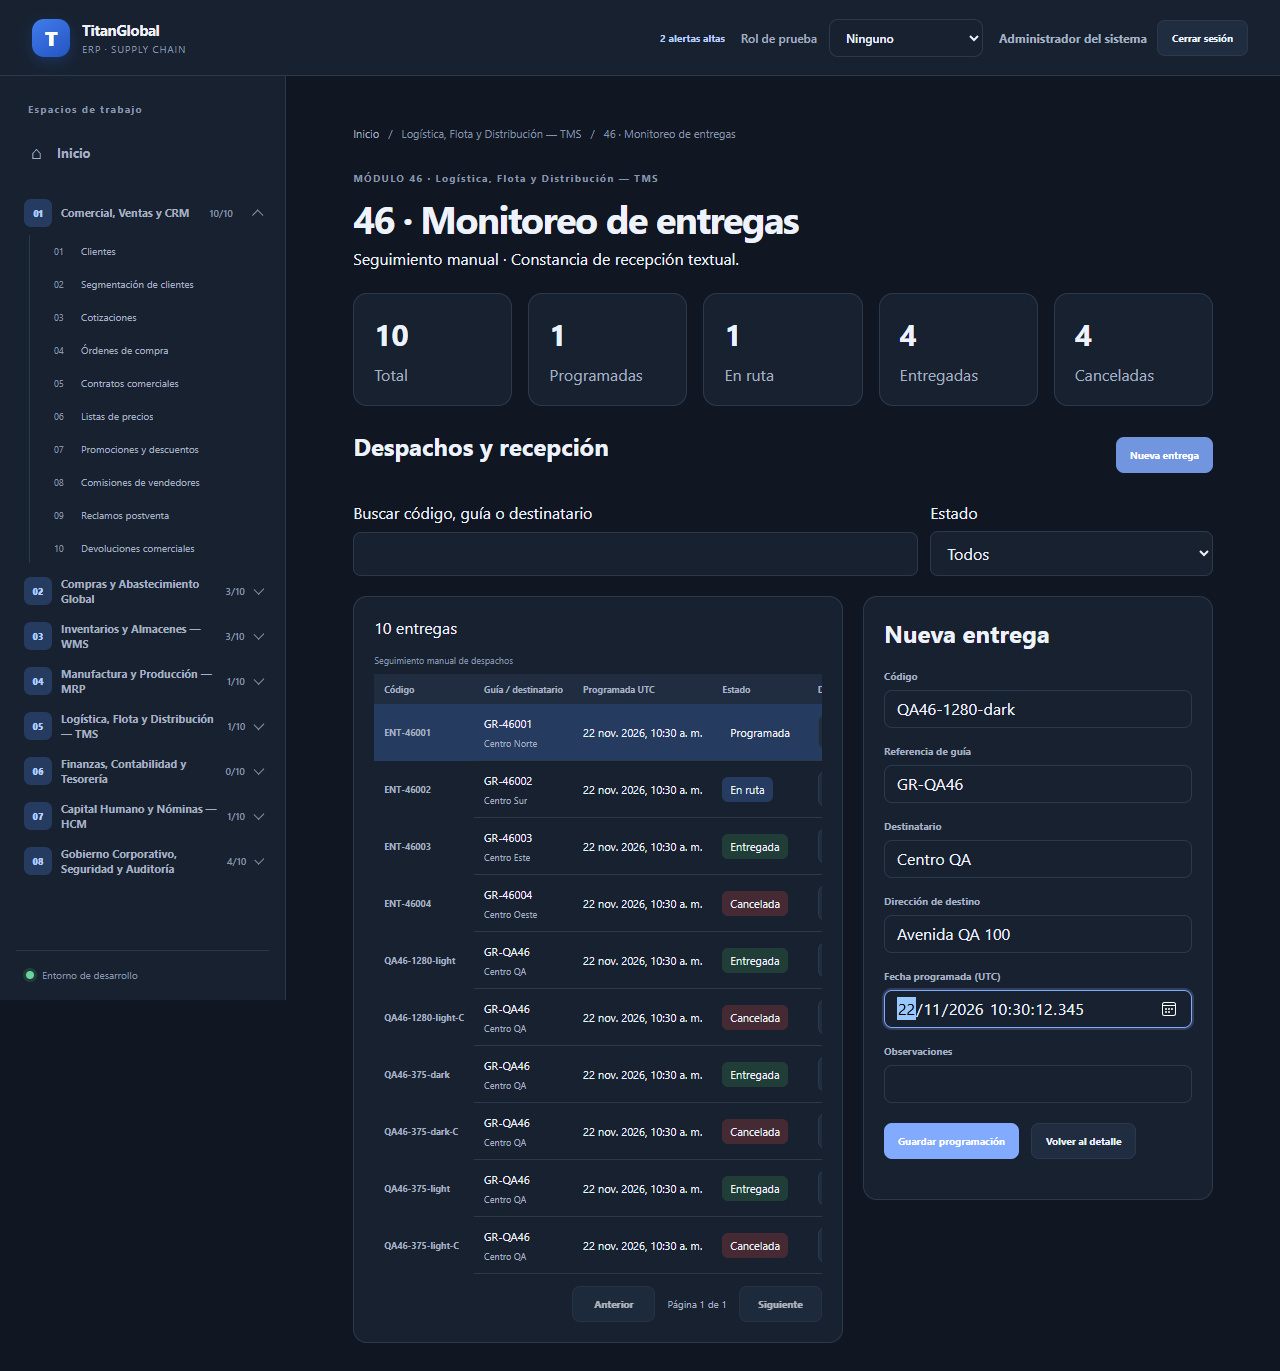 T
TitanGlobal
ERP · SUPPLY CHAIN
2 alertas altas
Rol de prueba
Ninguno
Administrador del sistema
Cerrar sesión
Espacios de trabajo
Inicio
01 Comercial, Ventas y CRM 10/10
01 Clientes
02 Segmentación de clientes
03 Cotizaciones
04 Órdenes de compra
05 Contratos comerciales
06 Listas de precios
07 Promociones y descuentos
08 Comisiones de vendedores
09 Reclamos postventa
10 Devoluciones comerciales
02 Compras y Abastecimiento
Global 3/10
03 Inventarios y Almacenes —
WMS 3/10
04 Manufactura y Producción —
MRP 1/10
05 Logística, Flota y Distribución
— TMS 1/10
06 Finanzas, Contabilidad y
Tesorería 0/10
07 Capital Humano y Nóminas —
HCM 1/10
08 Gobierno Corporativo,
Seguridad y Auditoría 4/10
Entorno de desarrollo
Inicio / Logística, Flota y Distribución — TMS / 46 · Monitoreo de entregas
MÓDULO 46 · Logística, Flota y Distribución — TMS
46 · Monitoreo de entregas
Seguimiento manual · Constancia de recepción textual.
10
Total
1
Programadas
1
En ruta
4
Entregadas
4
Canceladas
Despachos y recepción
Nueva entrega
Buscar código, guía o destinatario
Estado
Todos
10 entregas
Seguimiento manual de despachos
Código Guía / destinatario Programada UTC Estado
ENT-46001 GR-46001 22 nov. 2026, 10:30 a. m. Programada
Centro Norte
ENT-46002 GR-46002 22 nov. 2026, 10:30 a. m. En ruta
Centro Sur
ENT-46003 GR-46003 22 nov. 2026, 10:30 a. m. Entregada
Centro Este
ENT-46004 GR-46004 22 nov. 2026, 10:30 a. m. Cancelada
Centro Oeste
QA46-1280-light GR-QA46 22 nov. 2026, 10:30 a. m. Entregada
Centro QA
QA46-1280-light-C GR-QA46 22 nov. 2026, 10:30 a. m. Cancelada
Centro QA
QA46-375-dark GR-QA46 22 nov. 2026, 10:30 a. m. Entregada
Centro QA
QA46-375-dark-C GR-QA46 22 nov. 2026, 10:30 a. m. Cancelada
Centro QA
QA46-375-light GR-QA46 22 nov. 2026, 10:30 a. m. Entregada
Centro QA
QA46-375-light-C GR-QA46 22 nov. 2026, 10:30 a. m. Cancelada
Centro QA
Anterior
Página 1 de 1
Siguiente
Nueva entrega
Código
QA46-1280-dark
Referencia de guía
GR-QA46
Destinatario
Centro QA
Dirección de destino
Avenida QA 100
Fecha programada (UTC)
22/11/2026 10:30:12.345
Observaciones
Guardar programación
Volver al detalle